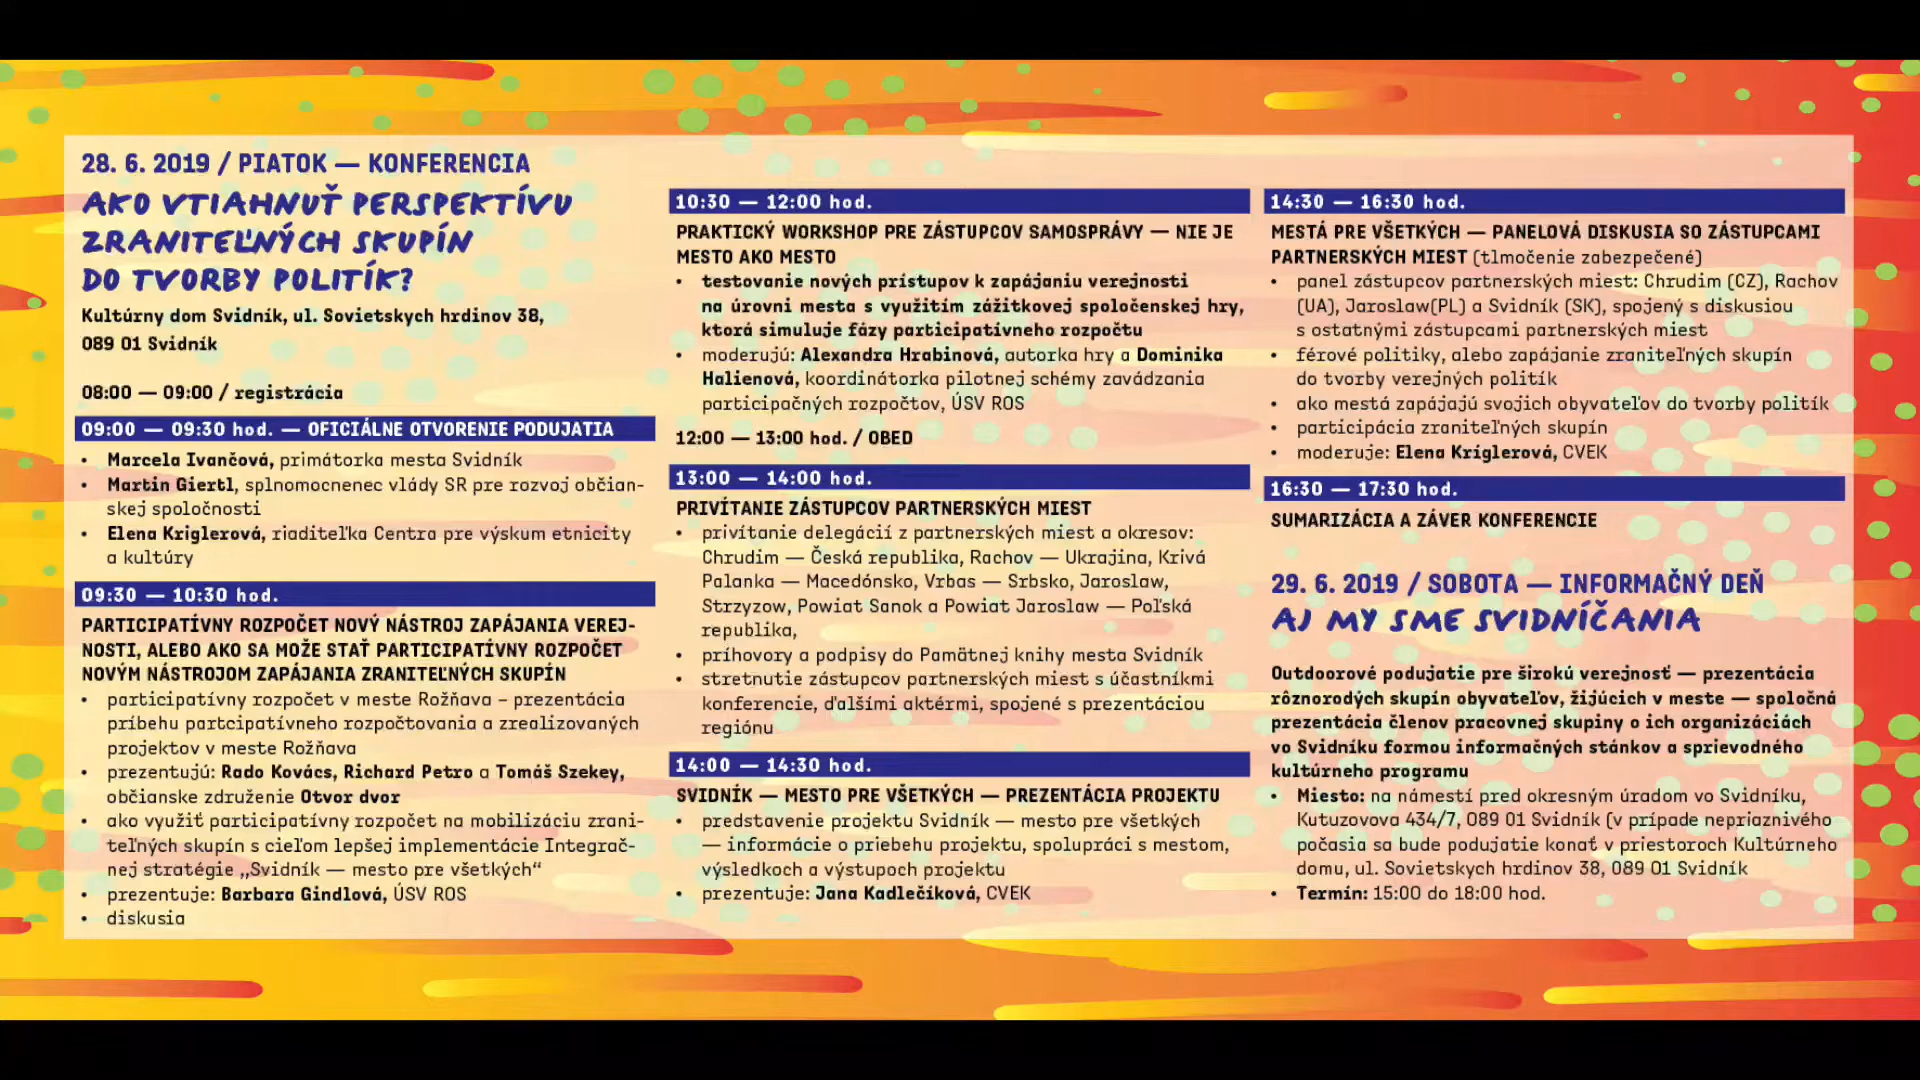 28. 6. 2019 / PIATOK — KONFERENCIA
AKO VTIAHNUŤ PERSPEKTÍVU
ZRANITEĽNÝCH SKUPÍN
DO TVORBY POLITÍK?
Kultúrny dom Svidník, ul. Sovietskych hrdinov 38,
089 01 Svidník
08:00 — 09:00 / registrácia
09:00 — 09:30 hod. — OFICIÁLNE OTVORENIE PODUJATIA
• Marcela Ivančová, primátorka mesta Svidník
• Martin Giertl, splnomocnenec vlády SR pre rozvoj občian-
skej spoločnosti
• Elena Kriglerová, riaditeľka Centra pre výskum etnicity
a kultúry
09:30 — 10:30 hod.
PARTICIPATÍVNY ROZPOČET NOVÝ NÁSTROJ ZAPÁJANIA VEREJ-
NOSTI, ALEBO AKO SA MOŽE STAŤ PARTICIPATÍVNY ROZPOČET
NOVÝM NÁSTROJOM ZAPÁJANIA ZRANITEĽNÝCH SKUPÍN
• participatívny rozpočet v meste Rožňava – prezentácia
príbehu partcipatívneho rozpočtovania a zrealizovaných
projektov v meste Rožňava
• prezentujú: Rado Kovács, Richard Petro a Tomáš Szekey,
občianske združenie Otvor dvor
• ako využiť participatívny rozpočet na mobilizáciu zrani-
teľných skupín s cieľom lepšej implementácie Integrač-
nej stratégie „Svidník — mesto pre všetkých“
• prezentuje: Barbara Gindlová, ÚSV ROS
• diskusia
10:30 — 12:00 hod.
PRAKTICKÝ WORKSHOP PRE ZÁSTUPCOV SAMOSPRÁVY — NIE JE
MESTO AKO MESTO
• testovanie nových prístupov k zapájaniu verejnosti
na úrovni mesta s využitím zážitkovej spoločenskej hry,
ktorá simuluje fázy participatívneho rozpočtu
• moderujú: Alexandra Hrabinová, autorka hry a Dominika
Halienová, koordinátorka pilotnej schémy zavádzania
participačných rozpočtov, ÚSV ROS
12:00 — 13:00 hod. / OBED
13:00 — 14:00 hod.
PRIVÍTANIE ZÁSTUPCOV PARTNERSKÝCH MIEST
• privítanie delegácií z partnerských miest a okresov:
Chrudim — Česká republika, Rachov — Ukrajina, Krivá
Palanka — Macedónsko, Vrbas — Srbsko, Jaroslaw,
Strzyzow, Powiat Sanok a Powiat Jaroslaw — Poľská
republika,
• príhovory a podpisy do Pamätnej knihy mesta Svidník
• stretnutie zástupcov partnerských miest s účastníkmi
konferencie, ďalšími aktérmi, spojené s prezentáciou
regiónu
14:00 — 14:30 hod.
SVIDNÍK — MESTO PRE VŠETKÝCH — PREZENTÁCIA PROJEKTU
• predstavenie projektu Svidník — mesto pre všetkých
— informácie o priebehu projektu, spolupráci s mestom,
výsledkoch a výstupoch projektu
• prezentuje: Jana Kadlečíková, CVEK
14:30 — 16:30 hod.
MESTÁ PRE VŠETKÝCH — PANELOVÁ DISKUSIA SO ZÁSTUPCAMI
PARTNERSKÝCH MIEST (tlmočenie zabezpečené)
• panel zástupcov partnerských miest: Chrudim (CZ), Rachov
(UA), Jaroslaw(PL) a Svidník (SK), spojený s diskusiou
s ostatnými zástupcami partnerských miest
• férové politiky, alebo zapájanie zraniteľných skupín
do tvorby verejných politík
• ako mestá zapájajú svojich obyvateľov do tvorby politík
• participácia zraniteľných skupín
• moderuje: Elena Kriglerová, CVEK
16:30 — 17:30 hod.
SUMARIZÁCIA A ZÁVER KONFERENCIE
29. 6. 2019 / SOBOTA — INFORMAČNÝ DEŇ
AJ MY SME SVIDNÍČANIA
Outdoorové podujatie pre širokú verejnosť — prezentácia
rôznorodých skupín obyvateľov, žijúcich v meste — spoločná
prezentácia členov pracovnej skupiny o ich organizáciách
vo Svidníku formou informačných stánkov a sprievodného
kultúrneho programu
• Miesto: na námestí pred okresným úradom vo Svidníku,
Kutuzovova 434/7, 089 01 Svidník (v prípade nepriaznivého
počasia sa bude podujatie konať v priestoroch Kultúrneho
domu, ul. Sovietskych hrdinov 38, 089 01 Svidník
• Termín: 15:00 do 18:00 hod.